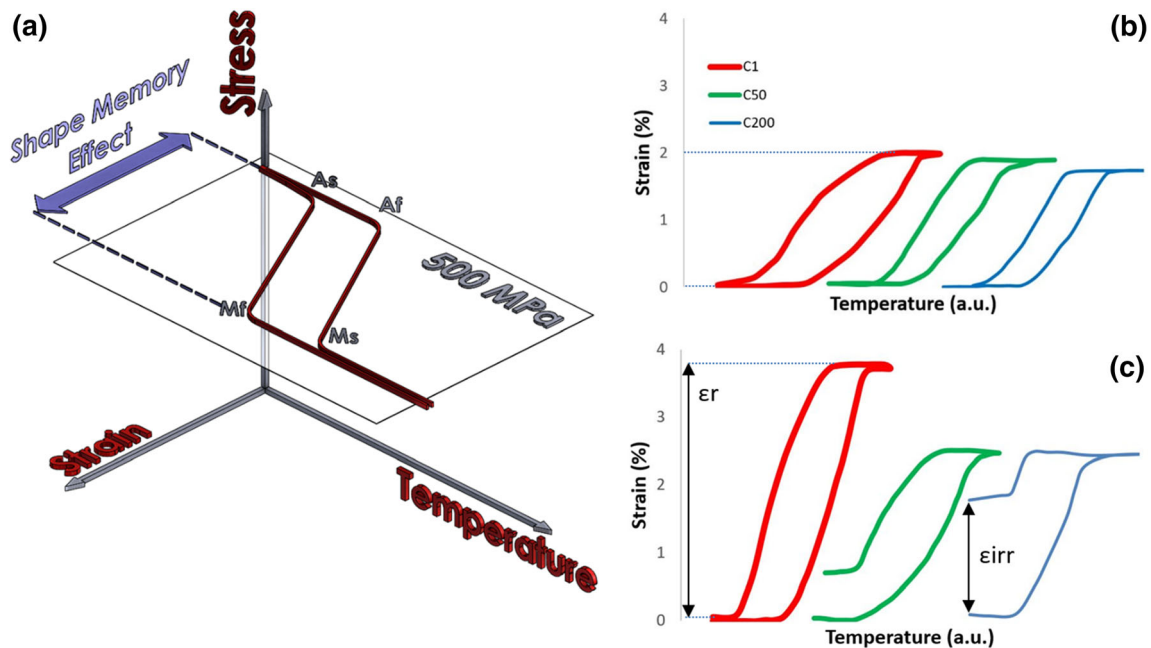 (a)
Stress
Shape Memory
Effect
As
Af
500 MPa
Mf
Ms
Strain
Temperature
(b)
4
3
2
1
0
Strain (%)
C1
C50
C200
Temperature (a.u.)
(c)
4
3
2
1
0
Strain (%)
εr
εirr
Temperature (a.u.)